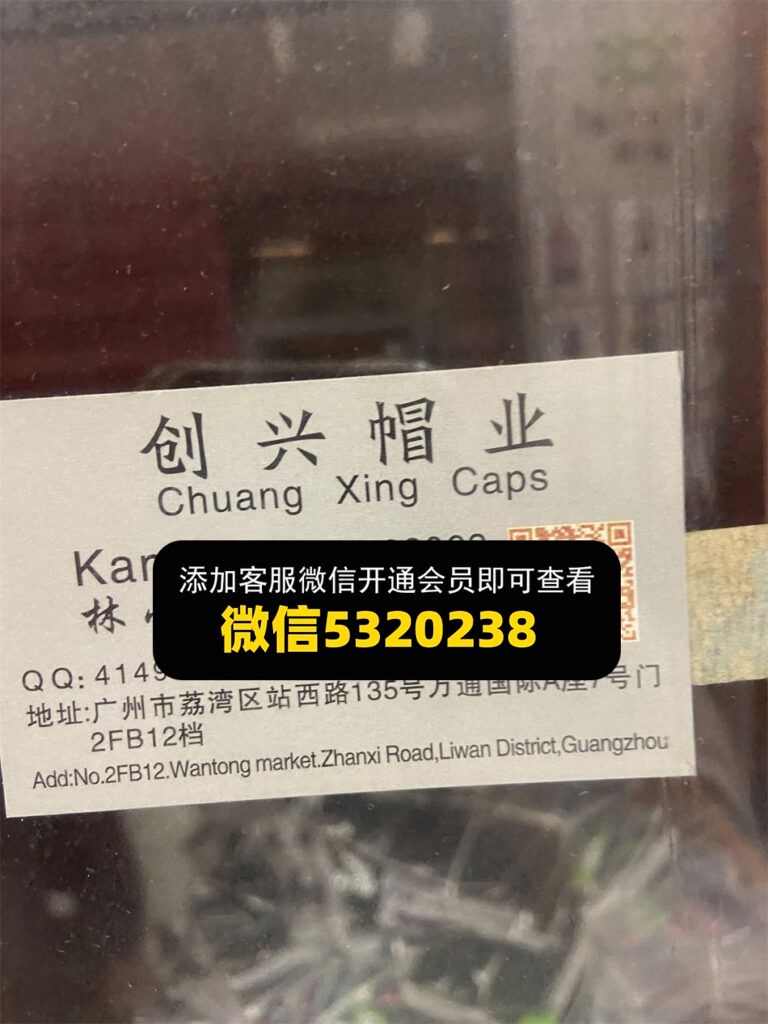 创兴帽业
Chuang Xing Caps
添加客服微信开通会员即可查看
微信5320238
林
QQ: 4149
地址:广州市荔湾区站西路135号万通国际A座7号门
2FB12档
Add:No.2FB12.Wantong market.Zhanxi Road,Liwan District,Guangzhou